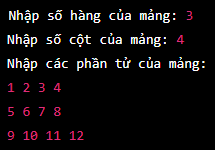 Nhập số hàng của mảng: 3
Nhập số cột của mảng: 4
Nhập các phần tử của mảng:
1 2 3 4
5 6 7 8
9 10 11 12